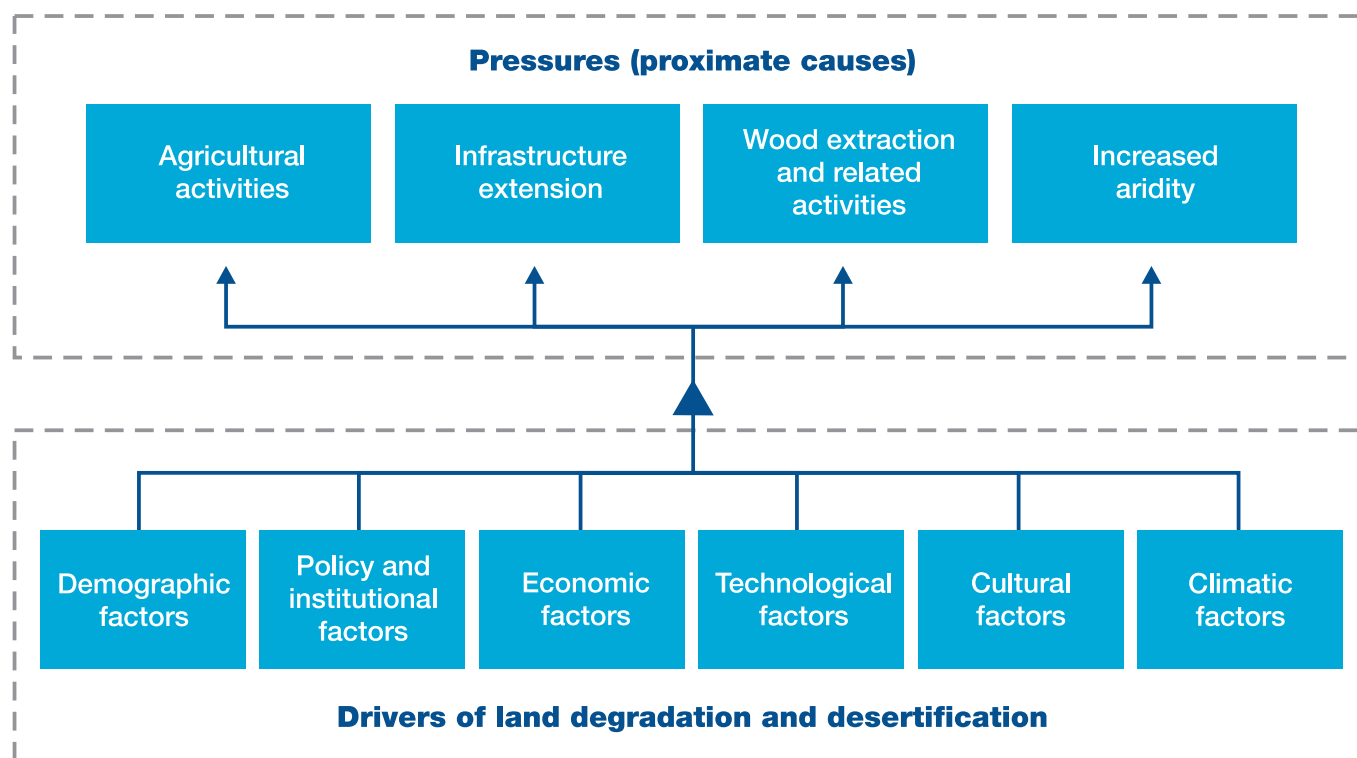 Pressures (proximate causes)
Agricultural
activities
Infrastructure
extension
Wood extraction
and related
activities
Increased
aridity
Demographic
factors
Policy and
institutional
factors
Economic
factors
Technological
factors
Cultural
factors
Climatic
factors
Drivers of land degradation and desertification